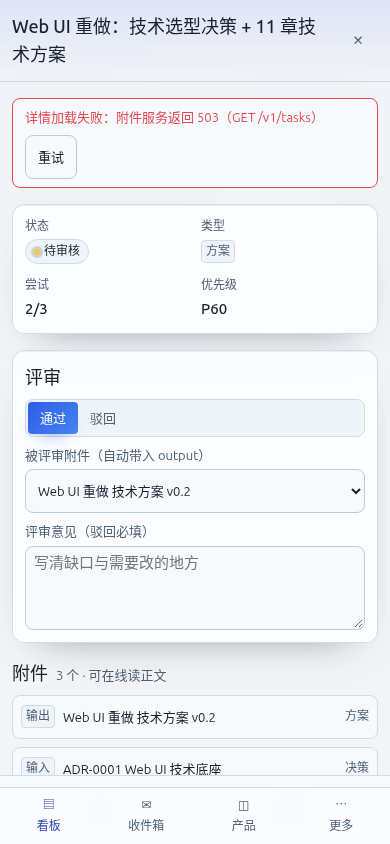 Web UI 重做：技术选型决策 + 11 章技
术方案
×
详情加载失败：附件服务返回 503（GET /v1/tasks）
重试
状态
类型
待审核
方案
尝试
优先级
2/3
P60
评审
通过
驳回
被评审附件（自动带入 output）
Web UI 重做 技术方案 v0.2
评审意见（驳回必填）
写清缺口与需要改的地方
附件 3 个 · 可在线读正文
输出 Web UI 重做 技术方案 v0.2 方案
输入 ADR-0001 Web UI 技术底座 决策
看板
收件箱
产品
更多